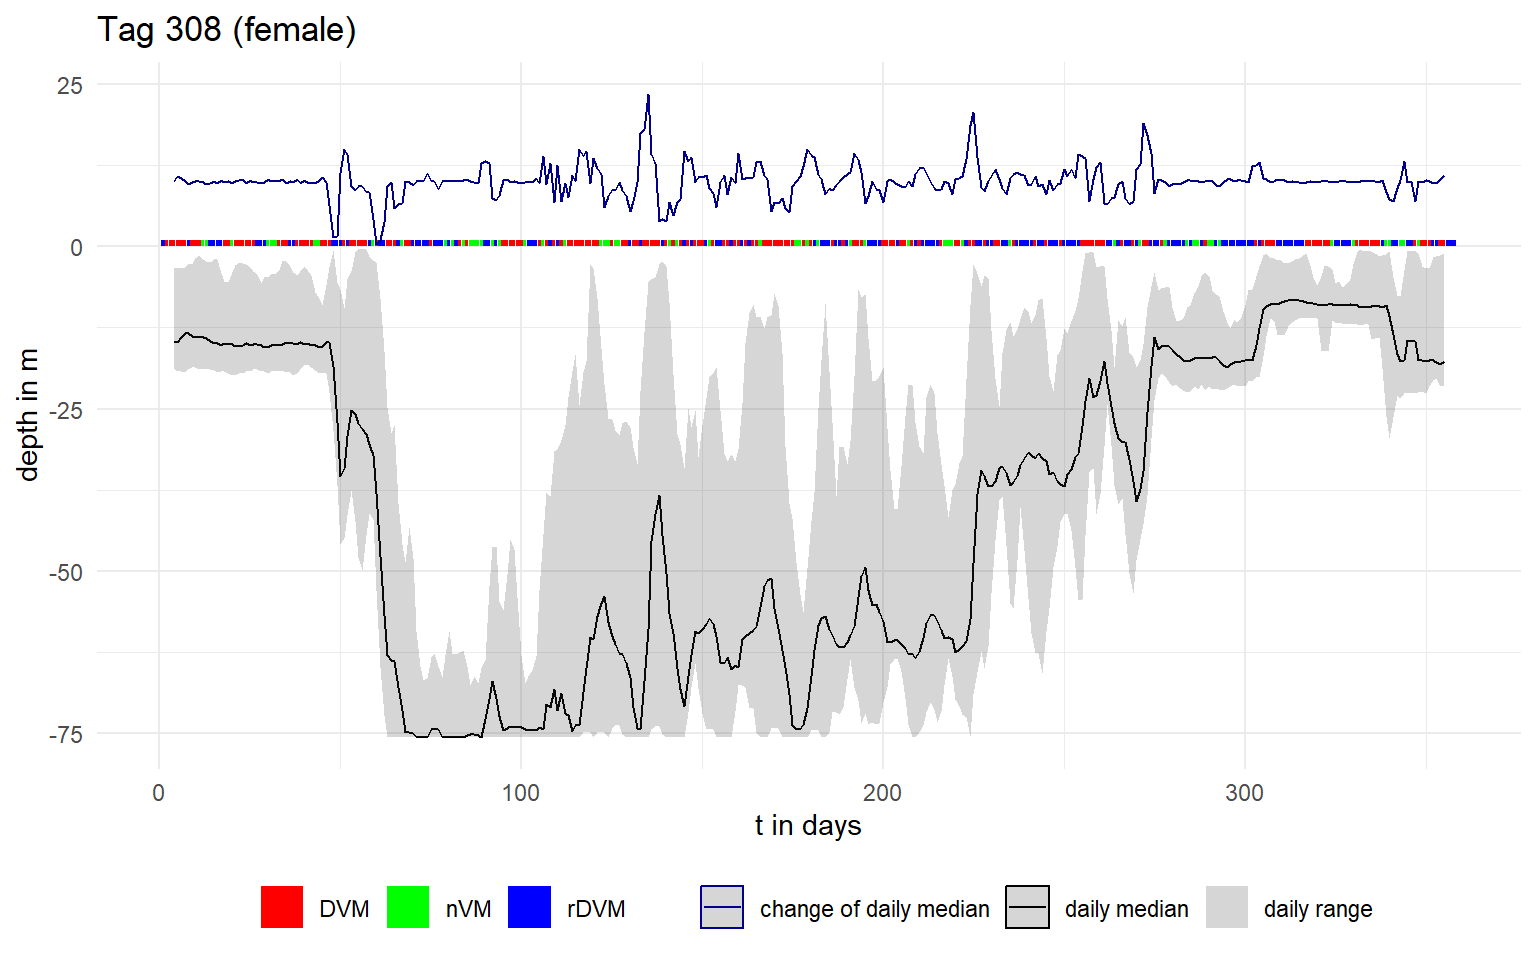 Tag 308 (female)
25
0
-25
-50
-75
depth in m
0 100 200 300
t in days
DVM nVM rDVM change of daily median daily median daily range